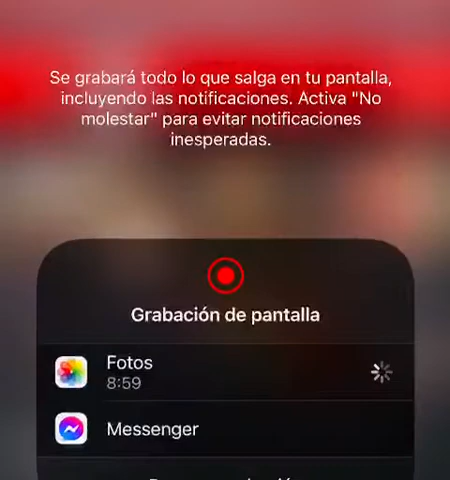 Se grabará todo lo que salga en tu pantalla,
incluyendo las notificaciones. Activa "No
molestar" para evitar notificaciones
inesperadas.
Grabación de pantalla
Fotos
8:59
Messenger